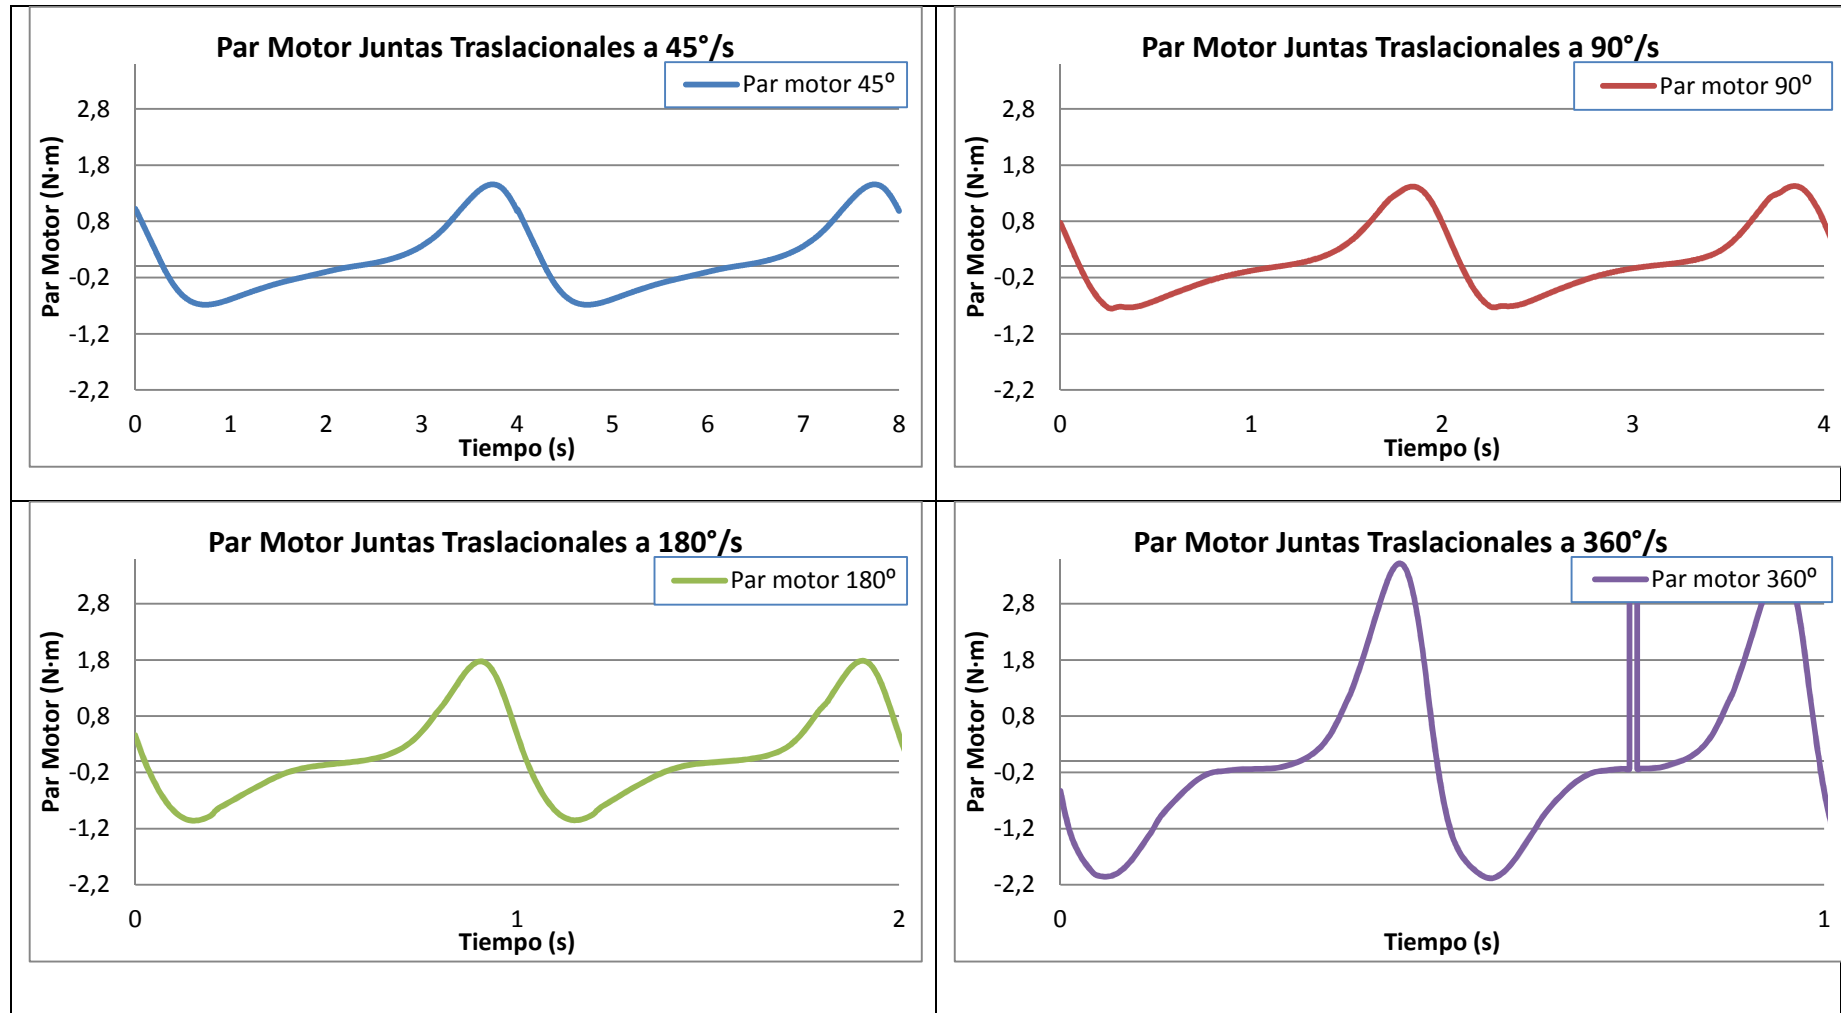 Par Motor Juntas Traslacionales a 45°/s
Par motor 45º
Par Motor (N·m)
2,8
1,8
0,8
-0,2
-1,2
-2,2
0 1 2 3 4 5 6 7 8
Tiempo (s)
Par Motor Juntas Traslacionales a 90°/s
Par motor 90º
Par Motor (N·m)
2,8
1,8
0,8
-0,2
-1,2
-2,2
0 1 2 3 4
Tiempo (s)
Par Motor Juntas Traslacionales a 180°/s
Par motor 180º
Par Motor (N·m)
2,8
1,8
0,8
-0,2
-1,2
-2,2
0 1 2
Tiempo (s)
Par Motor Juntas Traslacionales a 360°/s
Par motor 360º
Par Motor (N·m)
2,8
1,8
0,8
-0,2
-1,2
-2,2
0 1
Tiempo (s)